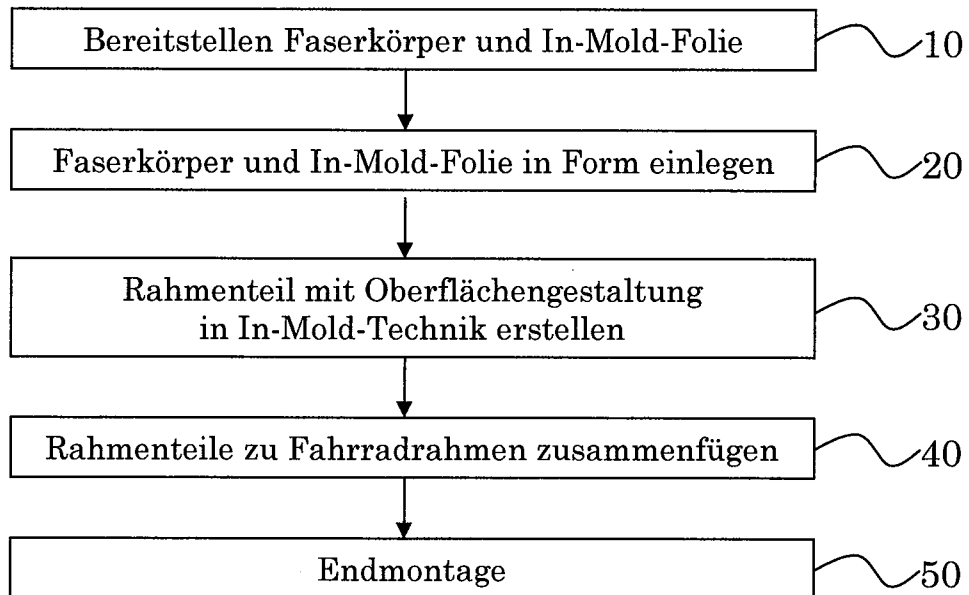 Bereitstellen Faserkörper und In-Mold-Folie
10
Faserkörper und In-Mold-Folie in Form einlegen
20
Rahmenteil mit Oberflächengestaltung
in In-Mold-Technik erstellen
30
Rahmenteile zu Fahrradrahmen zusammenfügen
40
Endmontage
50